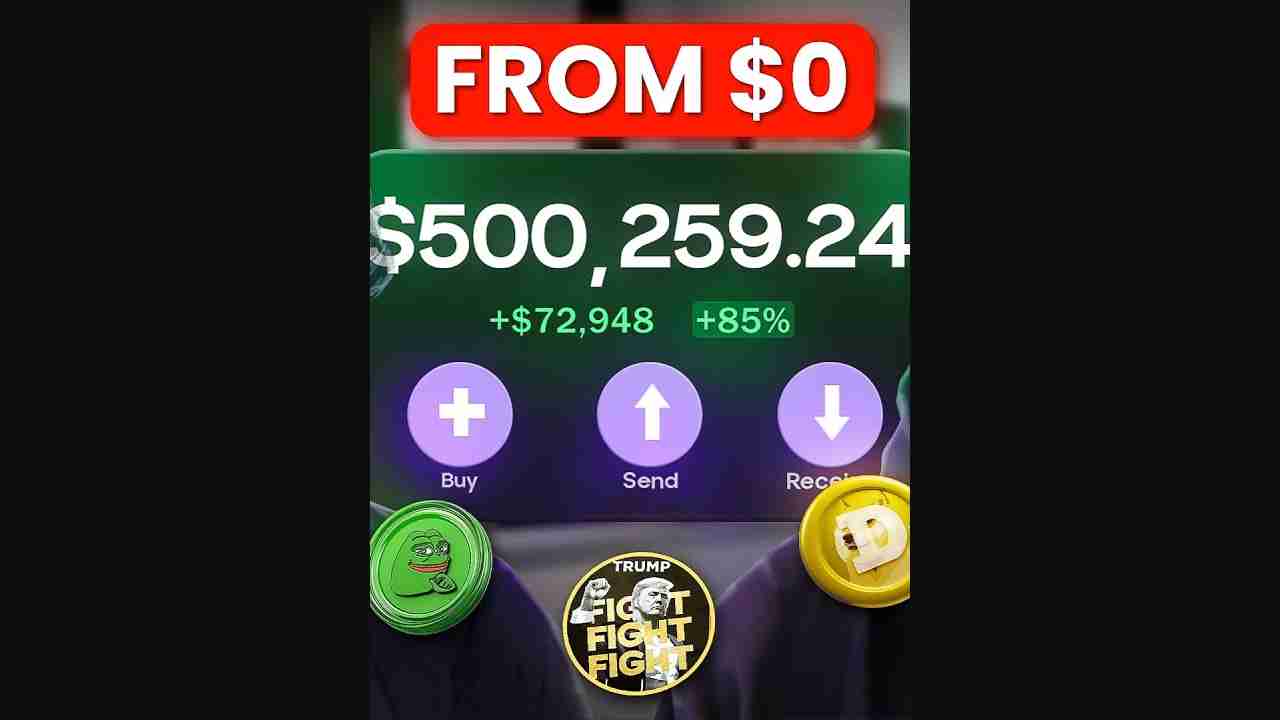 FROM $0
$500,259.24
+$72,948 +85%
Buy Send
TRUMP
FIGHT
FIGHT
FIGHT